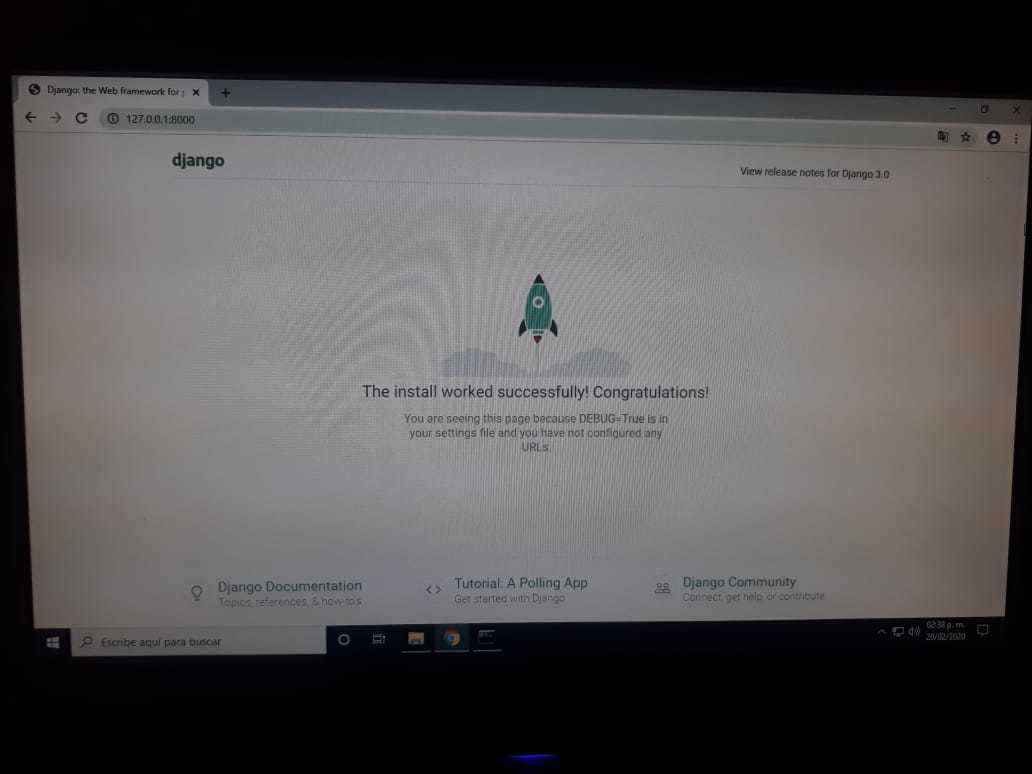 Django: the Web framework for p
127.0.0.1:8000
django
View release notes for Django 3.0
The install worked successfully! Congratulations!
You are seeing this page because DEBUG=True is in
your settings file and you have not configured any
URLs.
Django Documentation
Topics, references, & how-to's
Tutorial: A Polling App
Get started with Django
Django Community
Connect, get help, or contribute
Escribe aquí para buscar
02:38 p. m.
20/02/2020